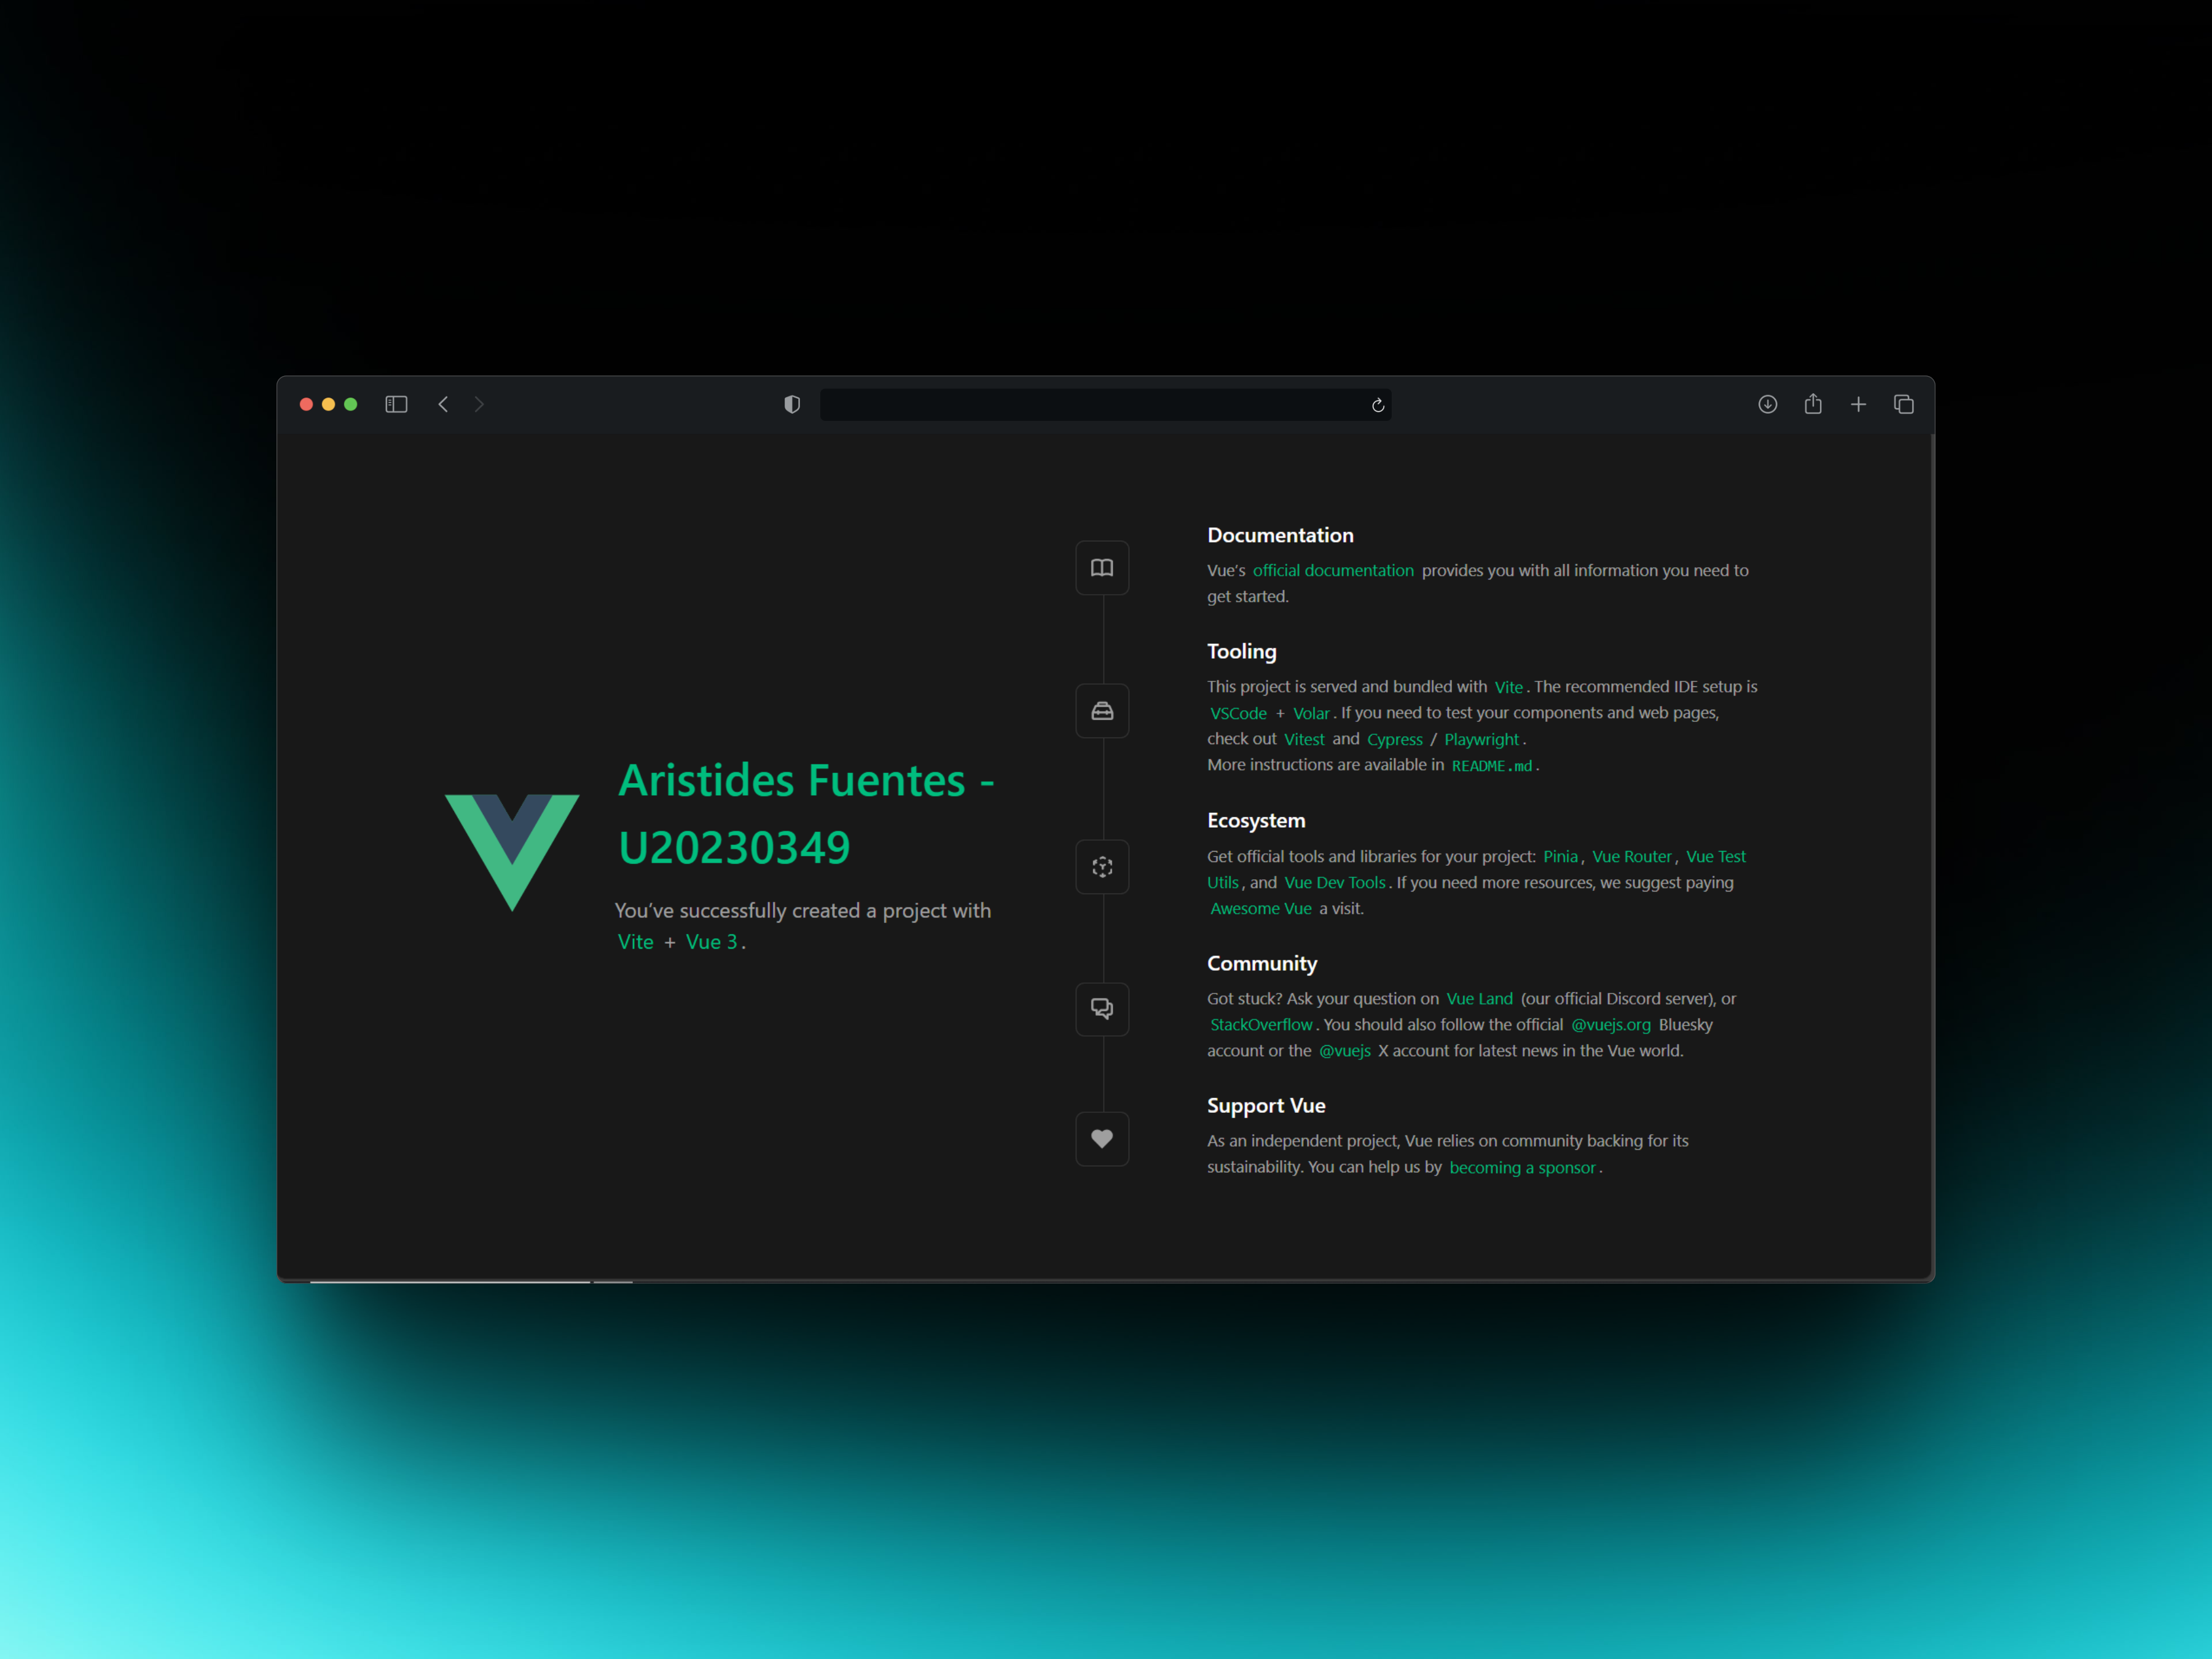 Aristides Fuentes -
U20230349
You’ve successfully created a project with
Vite + Vue 3.
Documentation
Vue’s official documentation provides you with all information you need to
get started.
Tooling
This project is served and bundled with Vite. The recommended IDE setup is
VSCode + Volar. If you need to test your components and web pages,
check out Vitest and Cypress / Playwright.
More instructions are available in README.md.
Ecosystem
Get official tools and libraries for your project: Pinia, Vue Router, Vue Test
Utils, and Vue Dev Tools. If you need more resources, we suggest paying
Awesome Vue a visit.
Community
Got stuck? Ask your question on Vue Land (our official Discord server), or
StackOverflow. You should also follow the official @vuejs.org Bluesky
account or the @vuejs X account for latest news in the Vue world.
Support Vue
As an independent project, Vue relies on community backing for its
sustainability. You can help us by becoming a sponsor.